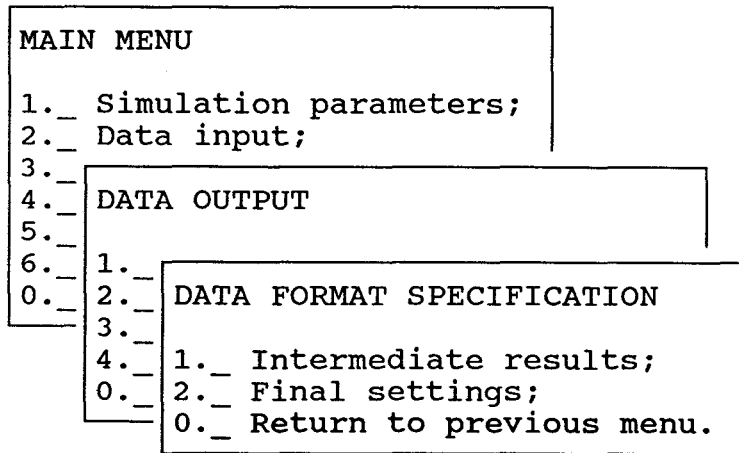 MAIN MENU
1._ Simulation parameters;
2._ Data input;
3._
4._
5._
6._
0._
DATA OUTPUT
1._
2._
3._
4._
0._
DATA FORMAT SPECIFICATION
1._ Intermediate results;
2._ Final settings;
0._ Return to previous menu.